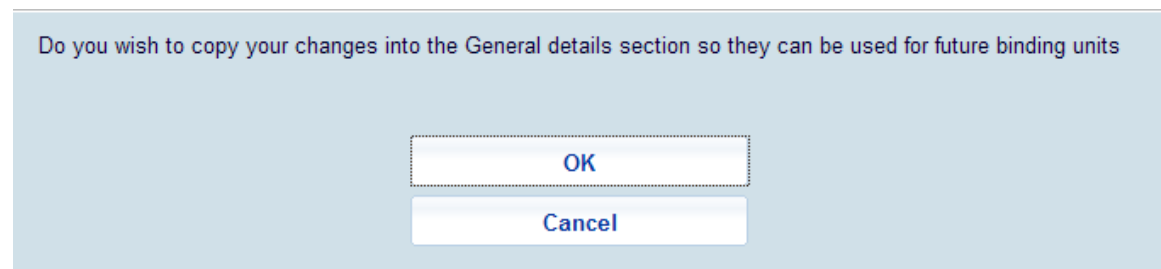 Do you wish to copy your changes into the General details section so they can be used for future binding units
OK
Cancel